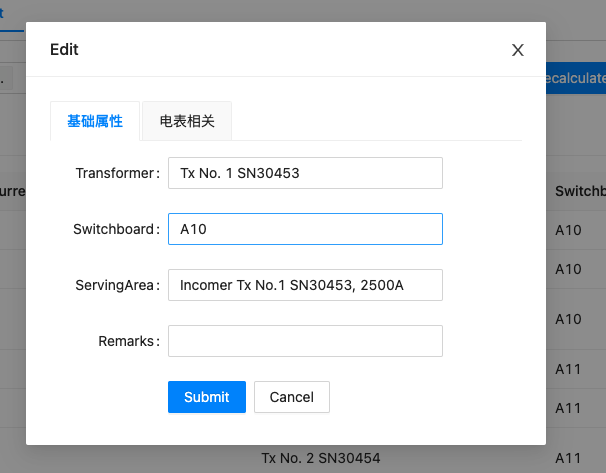 Edit
ecalculate
基础属性
电表相关
Transformer:
Tx No. 1 SN30453
Switchb
Switchboard:
A10
A10
A10
ServingArea:
Incomer Tx No.1 SN30453, 2500A
A10
Remarks:
A11
Submit
Cancel
A11
Tx No. 2 SN30454
A11